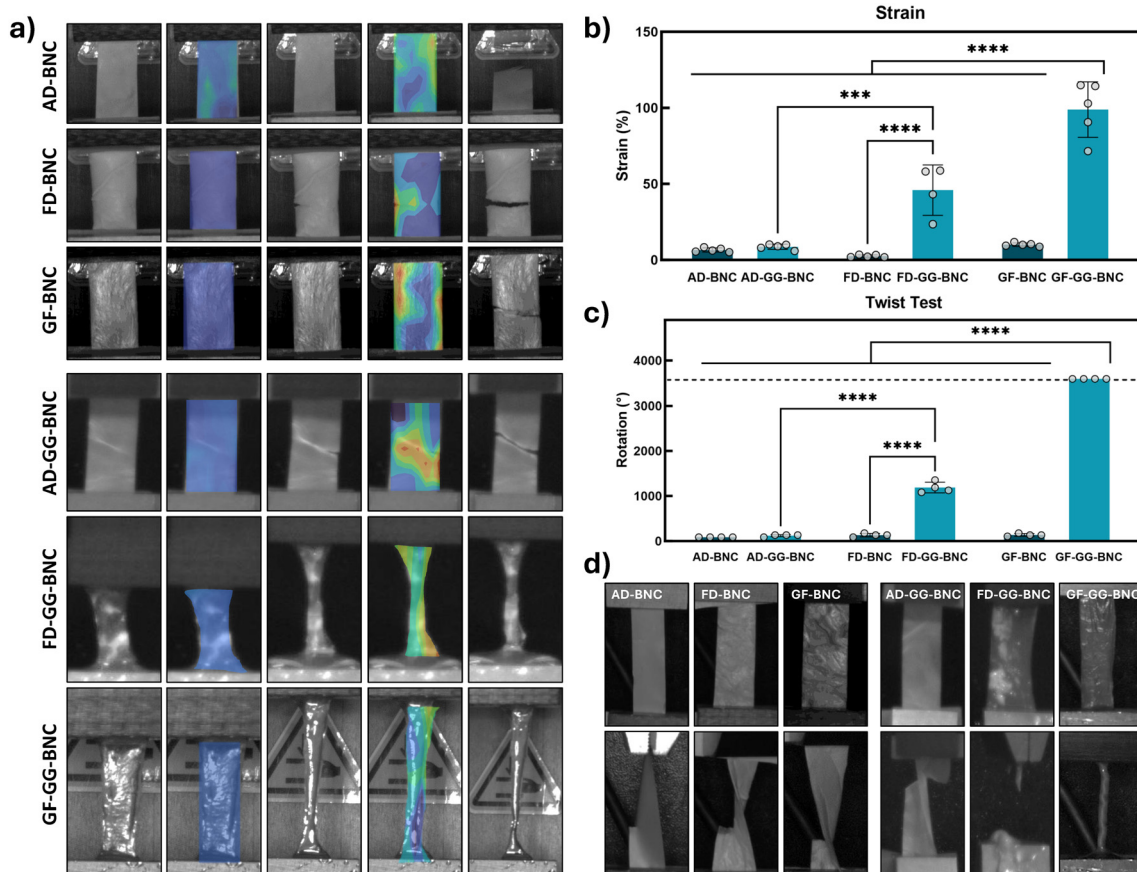 a)
AD-BNC
FD-BNC
GF-BNC
AD-GG-BNC
FD-GG-BNC
GF-GG-BNC
b)
Strain
Strain (%)
150
100
50
0
****
***
****
AD-BNC AD-GG-BNC FD-BNC FD-GG-BNC GF-BNC GF-GG-BNC
c)
Twist Test
Rotation (°)
4000
3000
2000
1000
0
****
****
****
AD-BNC AD-GG-BNC FD-BNC FD-GG-BNC GF-BNC GF-GG-BNC
d)
AD-BNC FD-BNC GF-BNC AD-GG-BNC FD-GG-BNC GF-GG-BNC